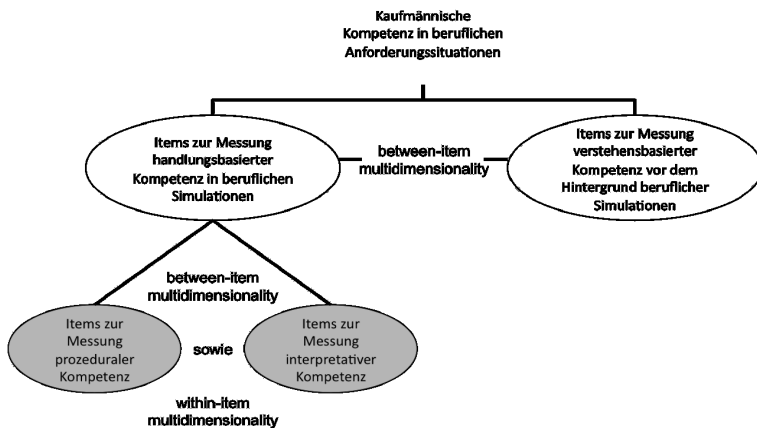 Kaufmännische
Kompetenz in beruflichen
Anforderungssituationen
Items zur Messung
handlungsbasierter
Kompetenz in beruflichen
Simulationen
between-item
multidimensionality
Items zur Messung
verstehensbasierter
Kompetenz vor dem
Hintergrund beruflicher
Simulationen
between-item
multidimensionality
Items zur
Messung
prozeduraler
Kompetenz
sowie
Items zur
Messung
interpretativer
Kompetenz
within-item
multidimensionality